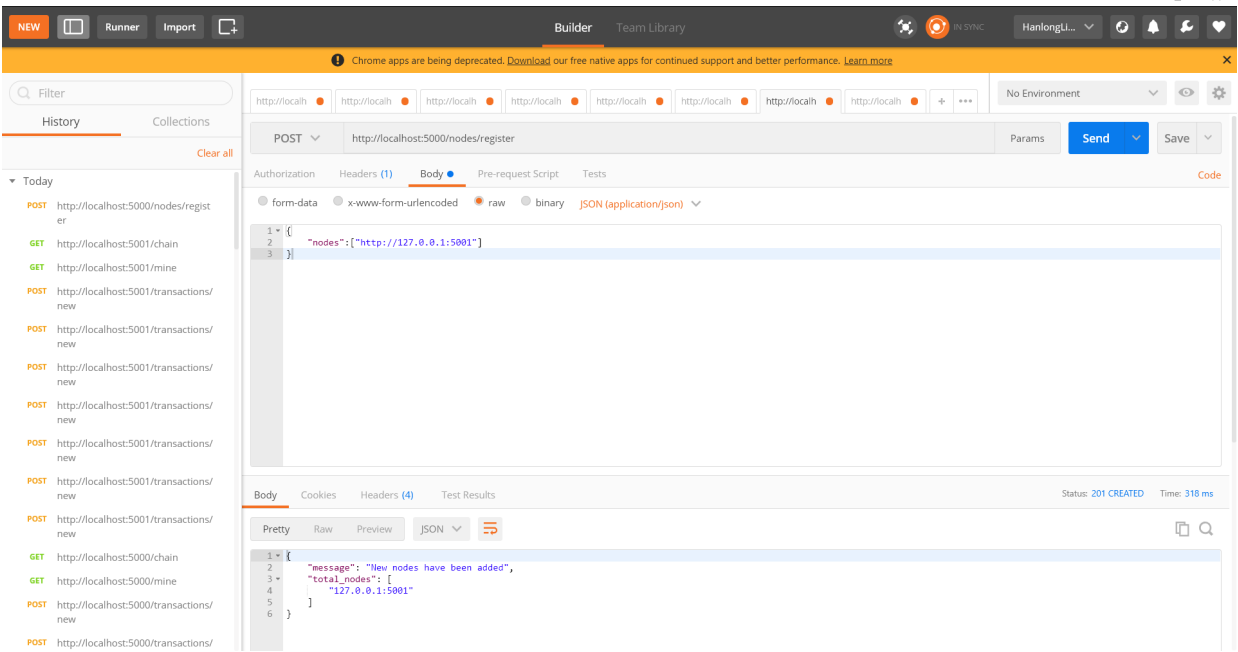 NEW Runner Import Builder Team Library IN SYNC HanlongLi...
Chrome apps are being deprecated. Download our free native apps for continued support and better performance. Learn more
Filter
History Collections
Clear all
Today
POST http://localhost:5000/nodes/regist
er
GET http://localhost:5001/chain
GET http://localhost:5001/mine
POST http://localhost:5001/transactions/
new
POST http://localhost:5001/transactions/
new
POST http://localhost:5001/transactions/
new
POST http://localhost:5001/transactions/
new
POST http://localhost:5001/transactions/
new
POST http://localhost:5001/transactions/
new
POST http://localhost:5001/transactions/
new
GET http://localhost:5000/chain
GET http://localhost:5000/mine
POST http://localhost:5000/transactions/
new
POST http://localhost:5000/transactions/
http://localh http://localh http://localh http://localh http://localh http://localh http://localh http://localh + •••
No Environment
POST http://localhost:5000/nodes/register Params Send Save
Authorization Headers (1) Body Pre-request Script Tests Code
form-data x-www-form-urlencoded raw binary JSON (application/json)
1 {
2 "nodes":["http://127.0.0.1:5001"]
3 }
Body Cookies Headers (4) Test Results Status: 201 CREATED Time: 318 ms
Pretty Raw Preview JSON
1 {
2 "message": "New nodes have been added",
3 "total_nodes": [
4 "127.0.0.1:5001"
5 ]
6 }